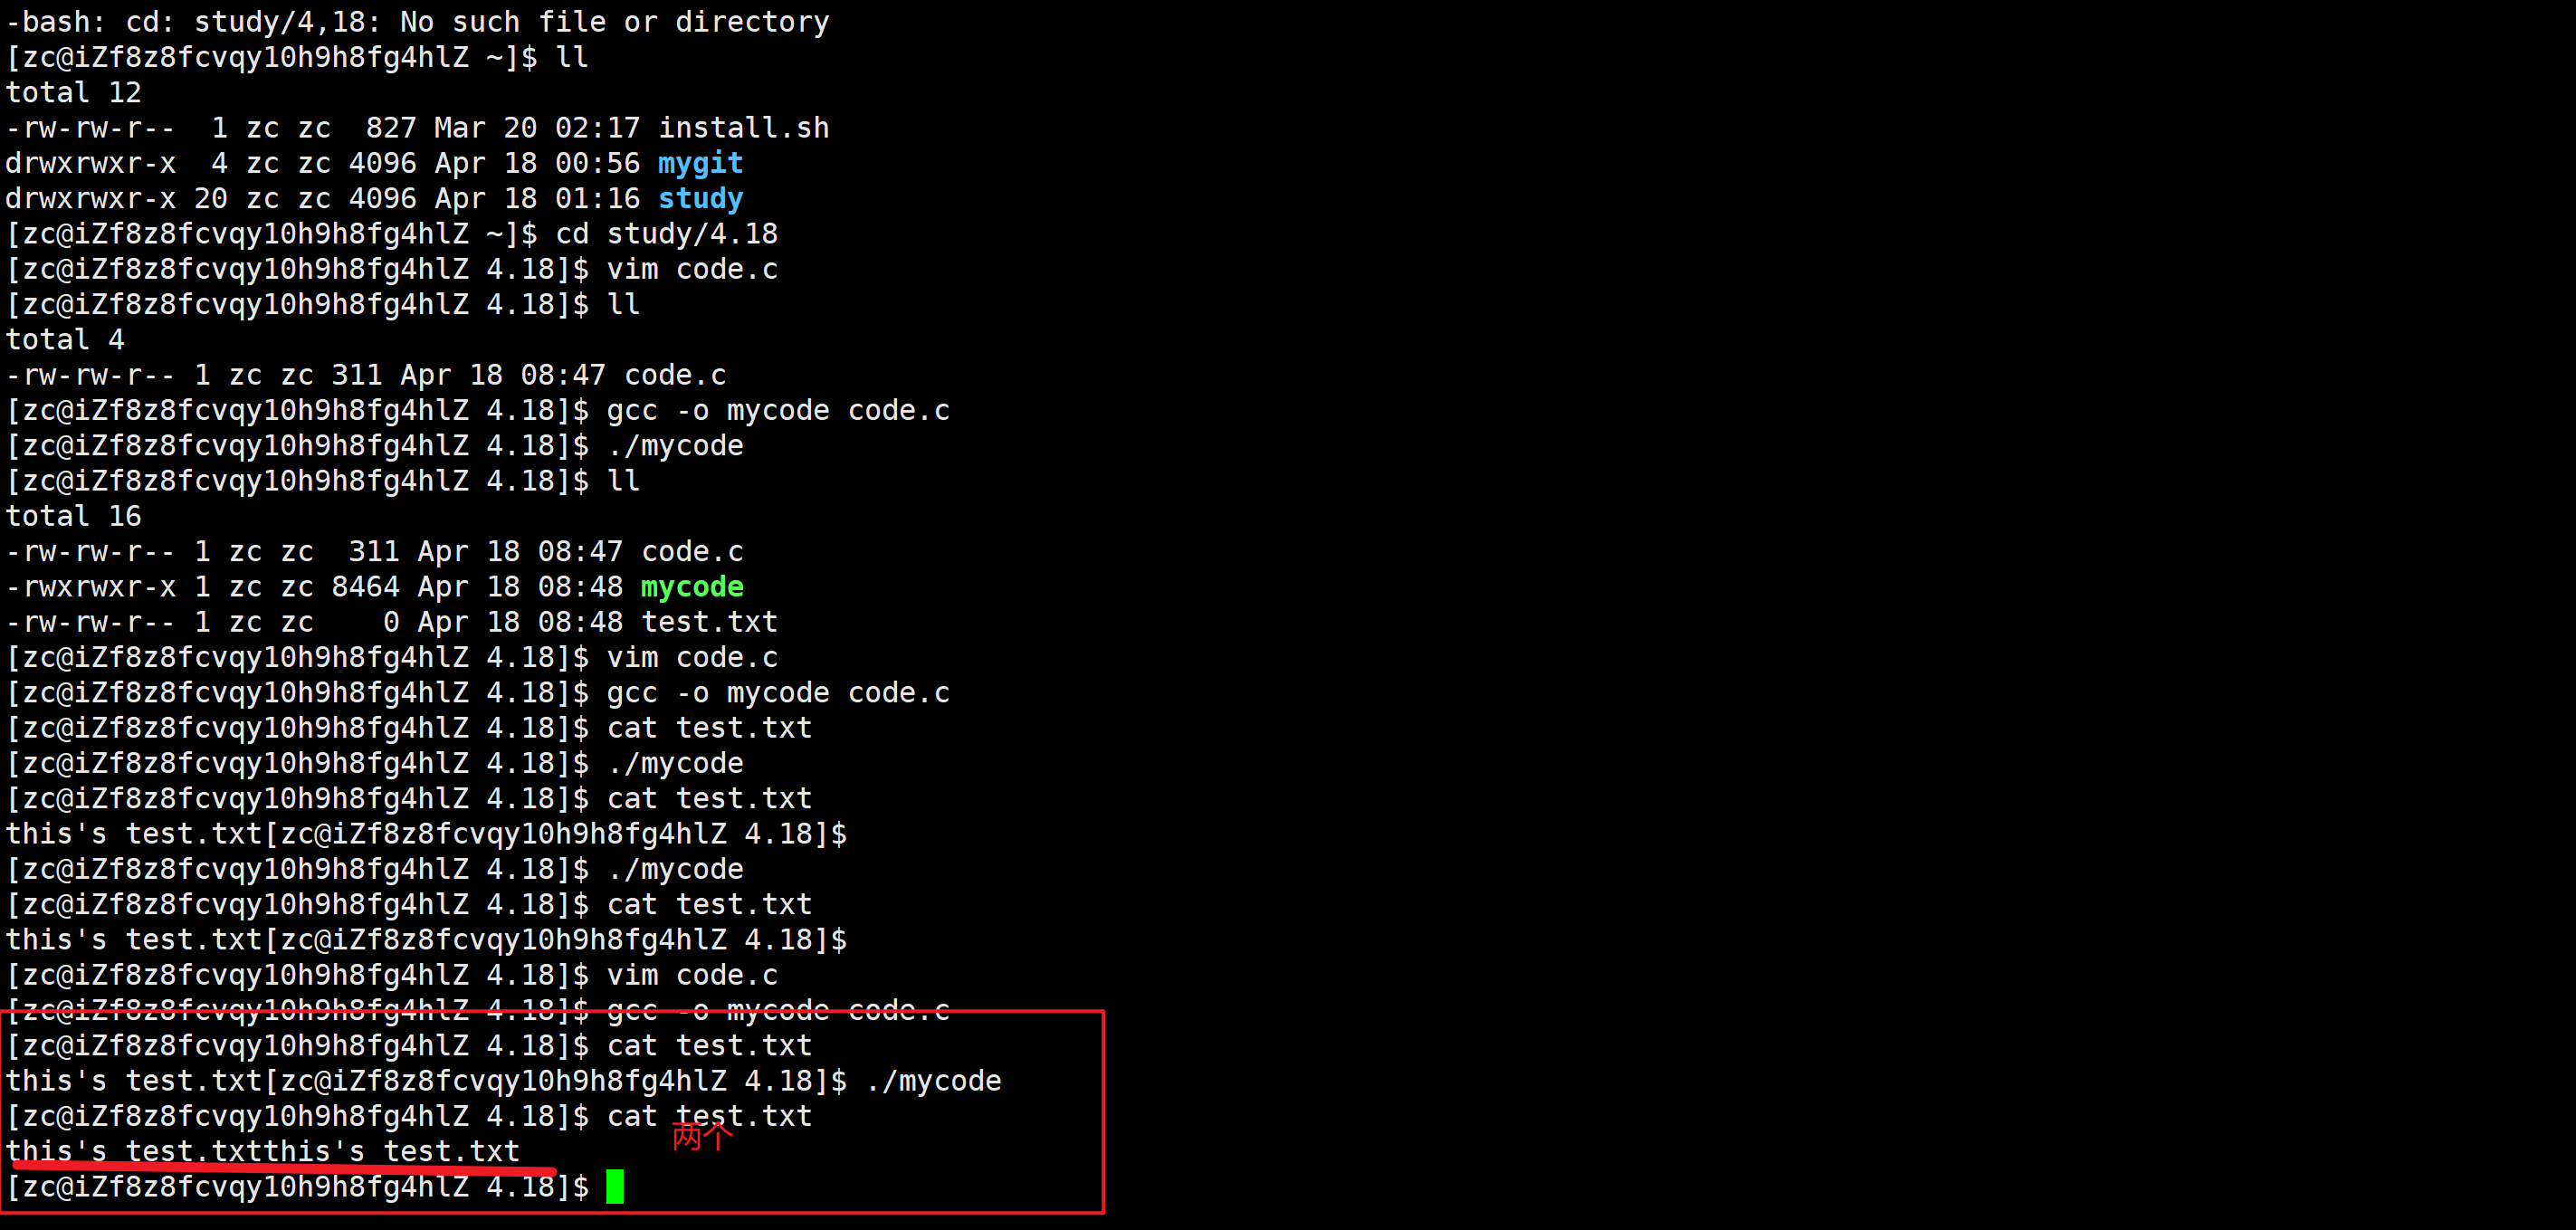 -bash: cd: study/4,18: No such file or directory
[zc@iZf8z8fcvqy10h9h8fg4hlZ ~]$ ll
total 12
-rw-rw-r--  1 zc zc  827 Mar 20 02:17 install.sh
drwxrwxr-x  4 zc zc 4096 Apr 18 00:56 mygit
drwxrwxr-x 20 zc zc 4096 Apr 18 01:16 study
[zc@iZf8z8fcvqy10h9h8fg4hlZ ~]$ cd study/4.18
[zc@iZf8z8fcvqy10h9h8fg4hlZ 4.18]$ vim code.c
[zc@iZf8z8fcvqy10h9h8fg4hlZ 4.18]$ ll
total 4
-rw-rw-r-- 1 zc zc 311 Apr 18 08:47 code.c
[zc@iZf8z8fcvqy10h9h8fg4hlZ 4.18]$ gcc -o mycode code.c
[zc@iZf8z8fcvqy10h9h8fg4hlZ 4.18]$ ./mycode
[zc@iZf8z8fcvqy10h9h8fg4hlZ 4.18]$ ll
total 16
-rw-rw-r-- 1 zc zc  311 Apr 18 08:47 code.c
-rwxrwxr-x 1 zc zc 8464 Apr 18 08:48 mycode
-rw-rw-r-- 1 zc zc    0 Apr 18 08:48 test.txt
[zc@iZf8z8fcvqy10h9h8fg4hlZ 4.18]$ vim code.c
[zc@iZf8z8fcvqy10h9h8fg4hlZ 4.18]$ gcc -o mycode code.c
[zc@iZf8z8fcvqy10h9h8fg4hlZ 4.18]$ cat test.txt
[zc@iZf8z8fcvqy10h9h8fg4hlZ 4.18]$ ./mycode
[zc@iZf8z8fcvqy10h9h8fg4hlZ 4.18]$ cat test.txt
this's test.txt[zc@iZf8z8fcvqy10h9h8fg4hlZ 4.18]$
[zc@iZf8z8fcvqy10h9h8fg4hlZ 4.18]$ ./mycode
[zc@iZf8z8fcvqy10h9h8fg4hlZ 4.18]$ cat test.txt
this's test.txt[zc@iZf8z8fcvqy10h9h8fg4hlZ 4.18]$
[zc@iZf8z8fcvqy10h9h8fg4hlZ 4.18]$ vim code.c
[zc@iZf8z8fcvqy10h9h8fg4hlZ 4.18]$ gcc -o mycode code.c
[zc@iZf8z8fcvqy10h9h8fg4hlZ 4.18]$ cat test.txt
this's test.txt[zc@iZf8z8fcvqy10h9h8fg4hlZ 4.18]$ ./mycode
[zc@iZf8z8fcvqy10h9h8fg4hlZ 4.18]$ cat test.txt
两个
this's test.txtthis's test.txt
[zc@iZf8z8fcvqy10h9h8fg4hlZ 4.18]$